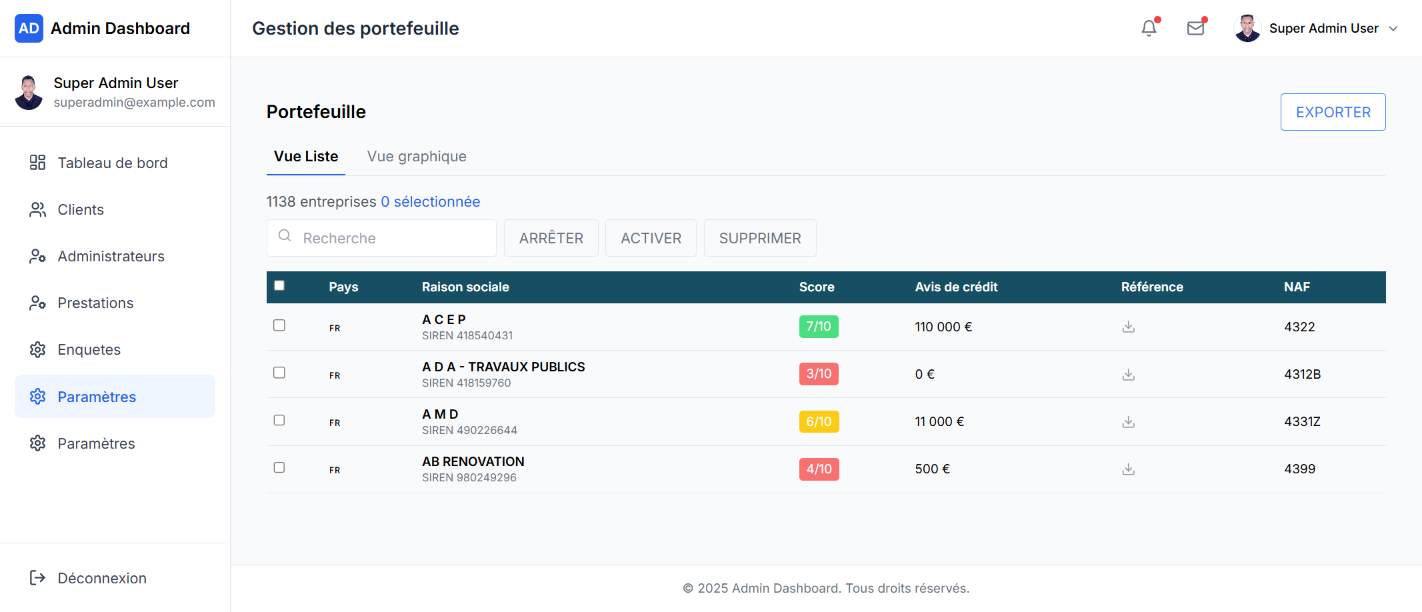 AD Admin Dashboard
Gestion des portefeuille
Super Admin User
Super Admin User
superadmin@example.com
Tableau de bord
Clients
Administrateurs
Prestations
Enquetes
Paramètres
Paramètres
Déconnexion
Portefeuille
EXPORTER
Vue Liste Vue graphique
1138 entreprises 0 sélectionnée
Recherche ARRÊTER ACTIVER SUPPRIMER
Pays Raison sociale Score Avis de crédit Référence NAF
FR A C E P 7/10 110 000 € 4322
SIREN 418540431
FR A D A - TRAVAUX PUBLICS 3/10 0 € 4312B
SIREN 418159760
FR A M D 6/10 11 000 € 4331Z
SIREN 490226644
FR AB RENOVATION 4/10 500 € 4399
SIREN 980249296
© 2025 Admin Dashboard. Tous droits réservés.